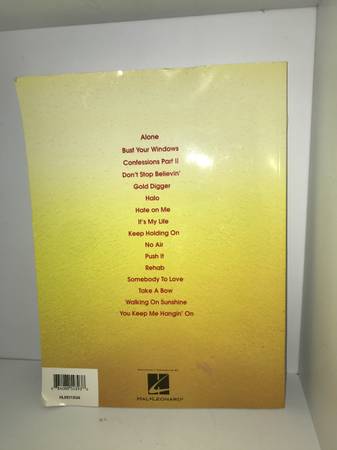 Alone
Bust Your Windows
Confessions Part II
Don't Stop Believin'
Gold Digger
Halo
Hate on Me
It's My Life
Keep Holding On
No Air
Push It
Rehab
Somebody To Love
Take A Bow
Walking On Sunshine
You Keep Me Hangin' On
HAL•LEONARD®